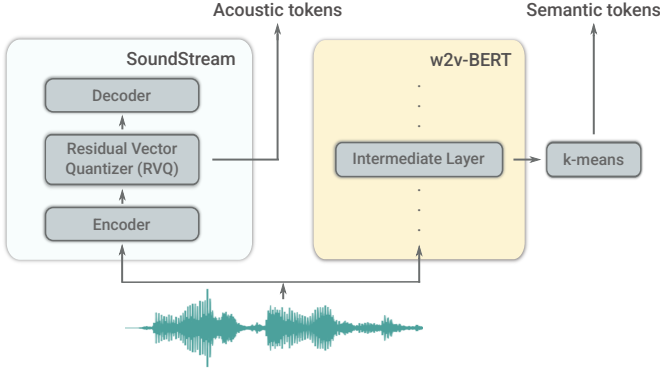 Acoustic tokens
Semantic tokens
SoundStream
Decoder
Residual Vector
Quantizer (RVQ)
Encoder
w2v-BERT
Intermediate Layer
k-means